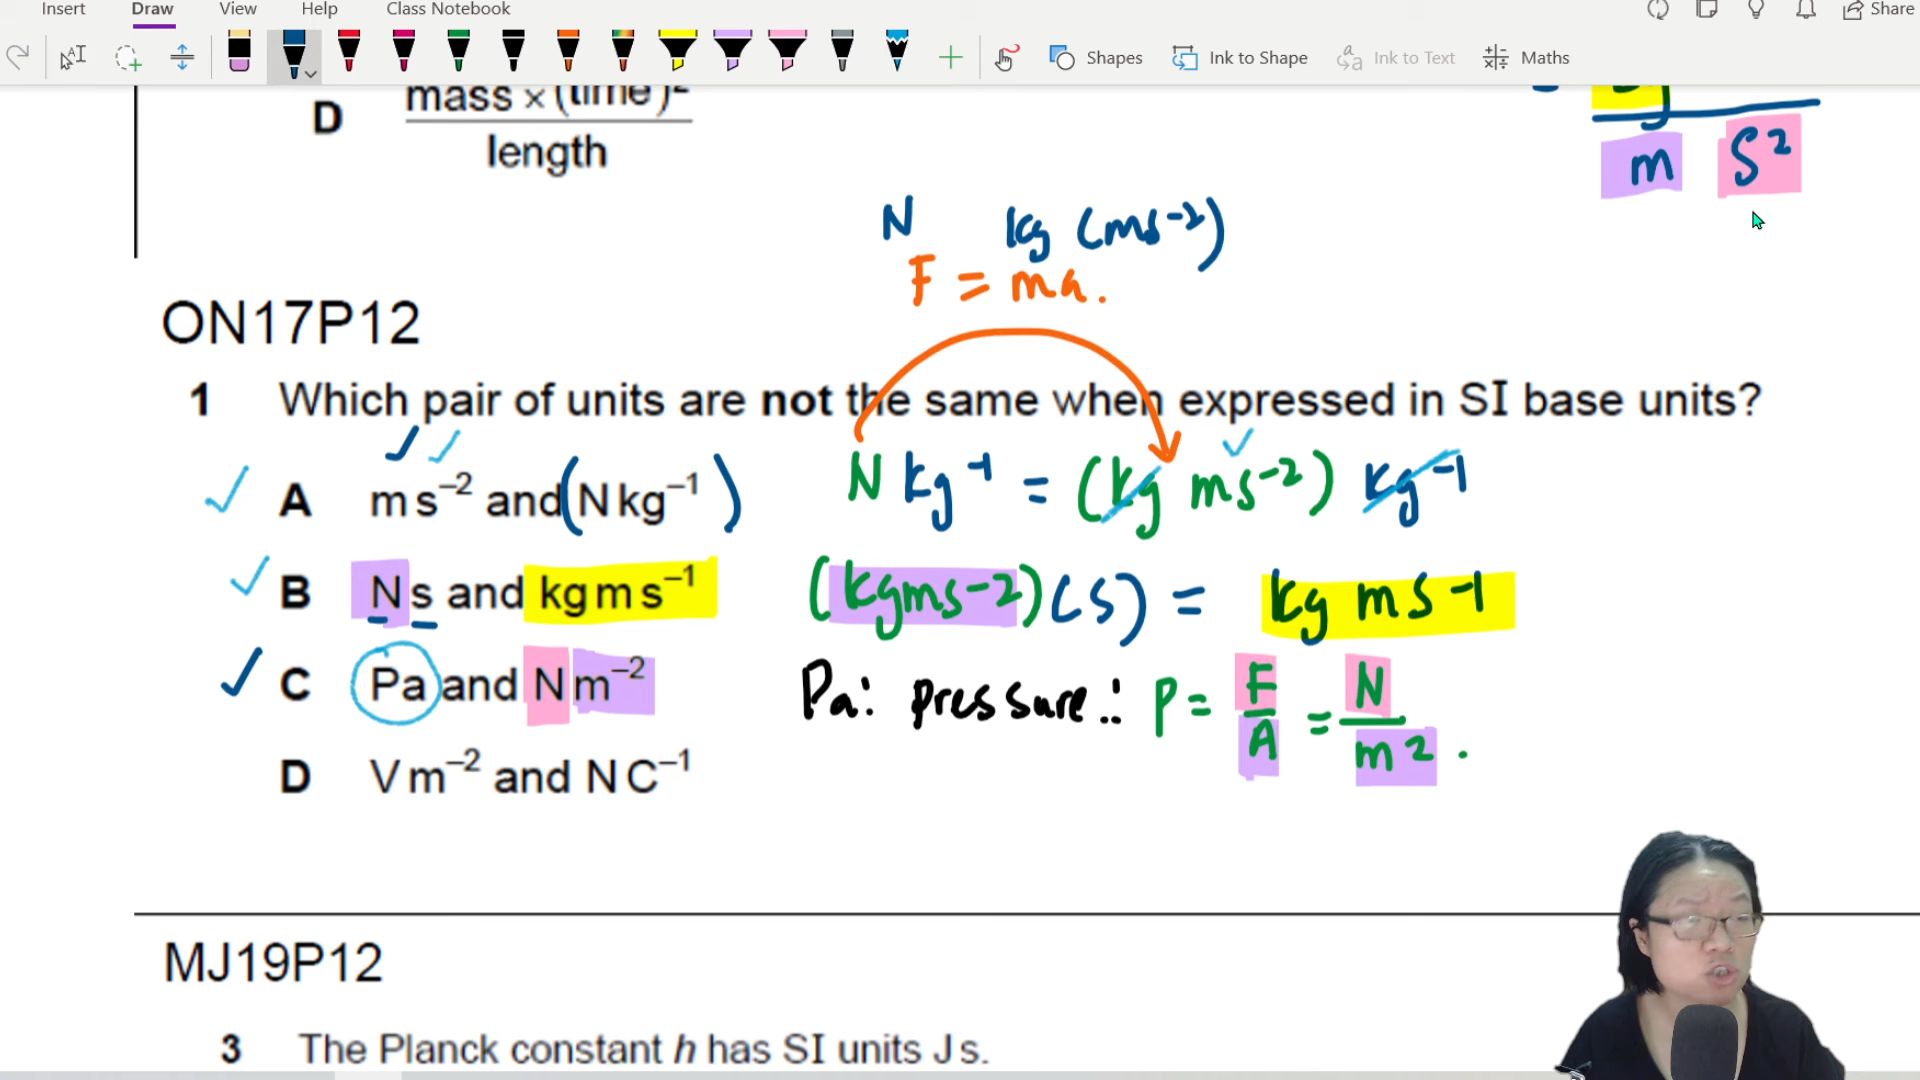 Insert Draw View Help Class Notebook Share
Shapes Ink to Shape Ink to Text Maths
D mass × (time)²
length
m s²
N kg (ms⁻²)
F = ma.
ON17P12
1 Which pair of units are not the same when expressed in SI base units?
A m s⁻² and (N kg⁻¹) N kg⁻¹ = (kg ms⁻²) kg⁻¹
B N s and kg m s⁻¹ (kgms⁻²)(s) = kg ms⁻¹
C Pa and N m⁻² Pa: pressure ∴ P = F/A = N/m² .
D V m⁻² and N C⁻¹
MJ19P12
3 The Planck constant h has SI units J s.